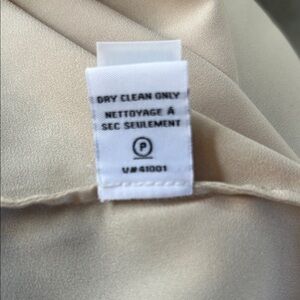 DRY CLEAN ONLY
NETTOYAGE À
SEC SEULEMENT
P
V# 41001